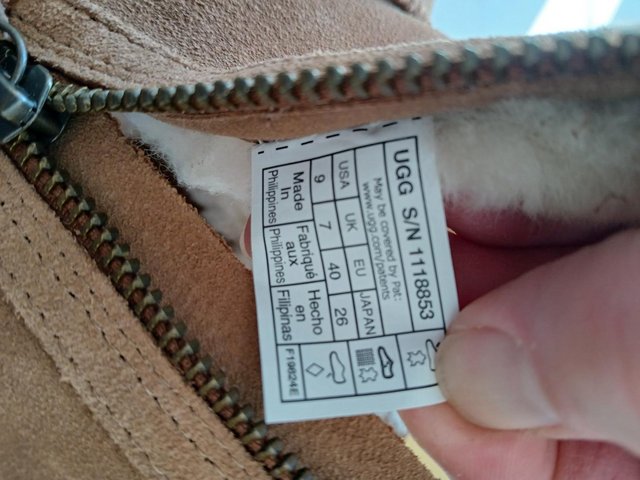 UGG S/N 1118853
May be covered by Pat:
www.ugg.com/patents
USA UK EU JAPAN
9 7 40 26
Made Fabriqué Hecho
In aux en
Philippines Philippines Filipinas
F19824E